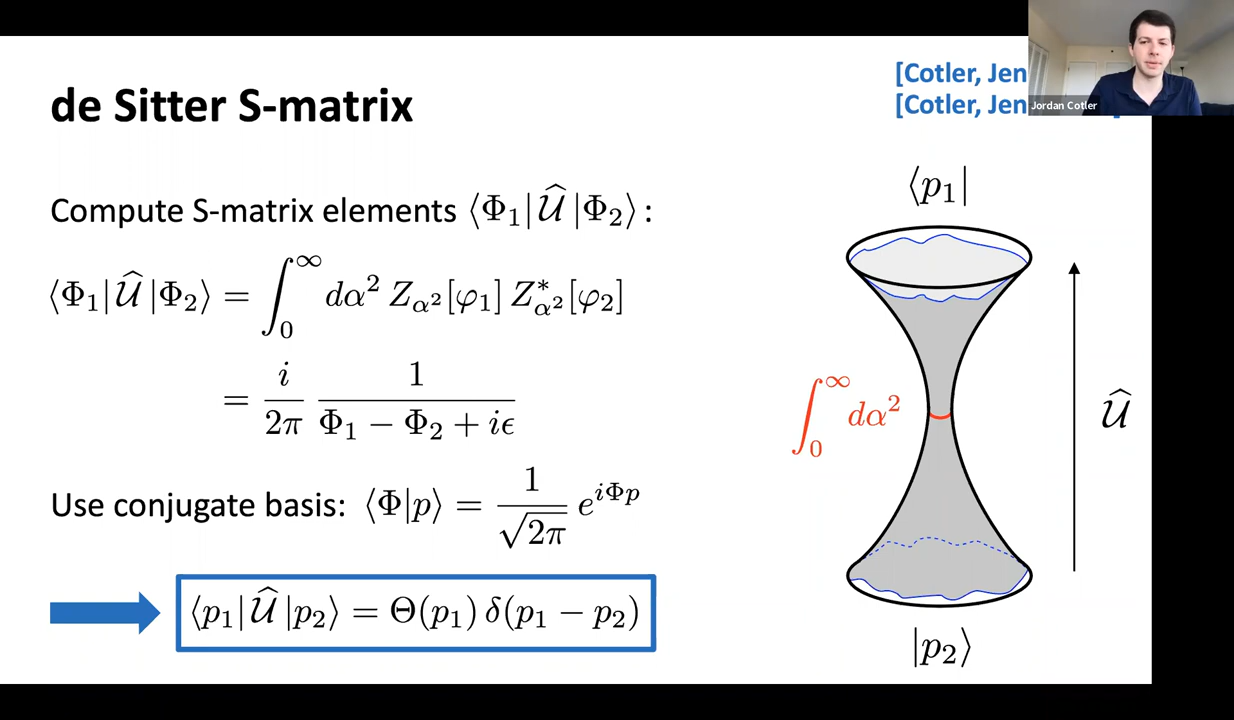 de Sitter S-matrix
[Cotler, Jen
[Cotler, Jen
Jordan Cotler
]
Compute S-matrix elements ⟨Φ₁|𝒰̂|Φ₂⟩:
⟨Φ₁|𝒰̂|Φ₂⟩ = ∫₀^∞ dα² Z_{α²}[φ₁] Z*_{α²}[φ₂]
= i/2π 1/(Φ₁ − Φ₂ + iϵ)
Use conjugate basis: ⟨Φ|p⟩ = 1/√2π e^{iΦp}
⟨p₁|𝒰̂|p₂⟩ = Θ(p₁) δ(p₁ − p₂)
⟨p₁|
∫₀^∞ dα²
𝒰̂
|p₂⟩